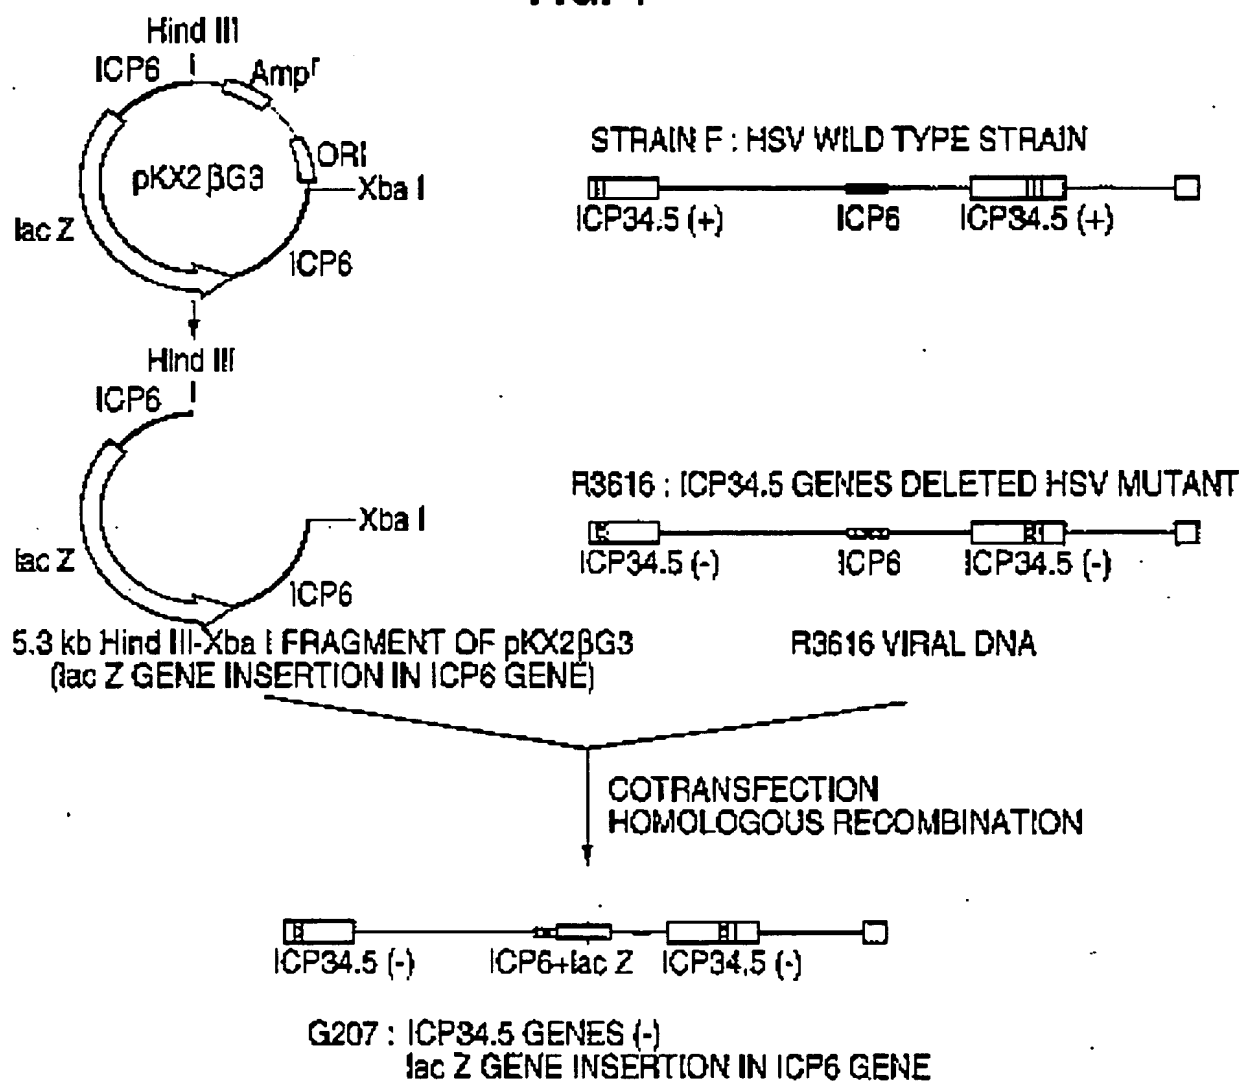 Hind III
ICP6
Ampr
pKX2βG3
ORI
Xba I
lac Z
ICP6
STRAIN F : HSV WILD TYPE STRAIN
ICP34.5 (+)
ICP6
ICP34.5 (+)
Hind III
ICP6
Xba I
lac Z
ICP6
5.3 kb Hind III-Xba I FRAGMENT OF pKX2βG3
(lac Z GENE INSERTION IN ICP6 GENE)
R3616 : ICP34.5 GENES DELETED HSV MUTANT
ICP34.5 (-)
ICP6
ICP34.5 (-)
R3616 VIRAL DNA
COTRANSFECTION
HOMOLOGOUS RECOMBINATION
ICP34.5 (-)
ICP6+lac Z
ICP34.5 (-)
G207 : ICP34.5 GENES (-)
lac Z GENE INSERTION IN ICP6 GENE